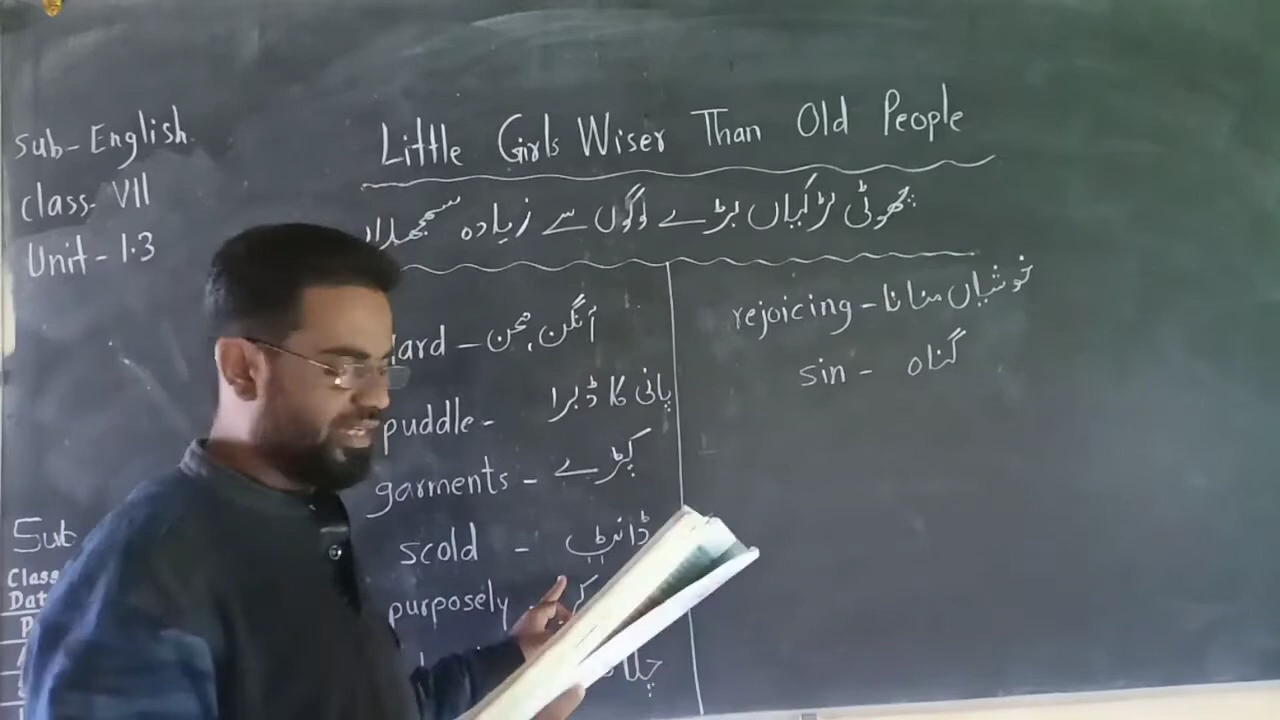 Sub- English
class- VII
Unit - 1.3
Little Girls Wiser Than Old People
چھوٹی لڑکیاں بڑے لوگوں سے زیادہ سمجھدار
ard - آنگن، صحن
puddle - پانی کا ڈبرا
garments - کپڑے
scold - ڈانٹ
purposely - کر
rejoicing - خوشیاں منانا
sin - گناہ
Sub
Class
Dat